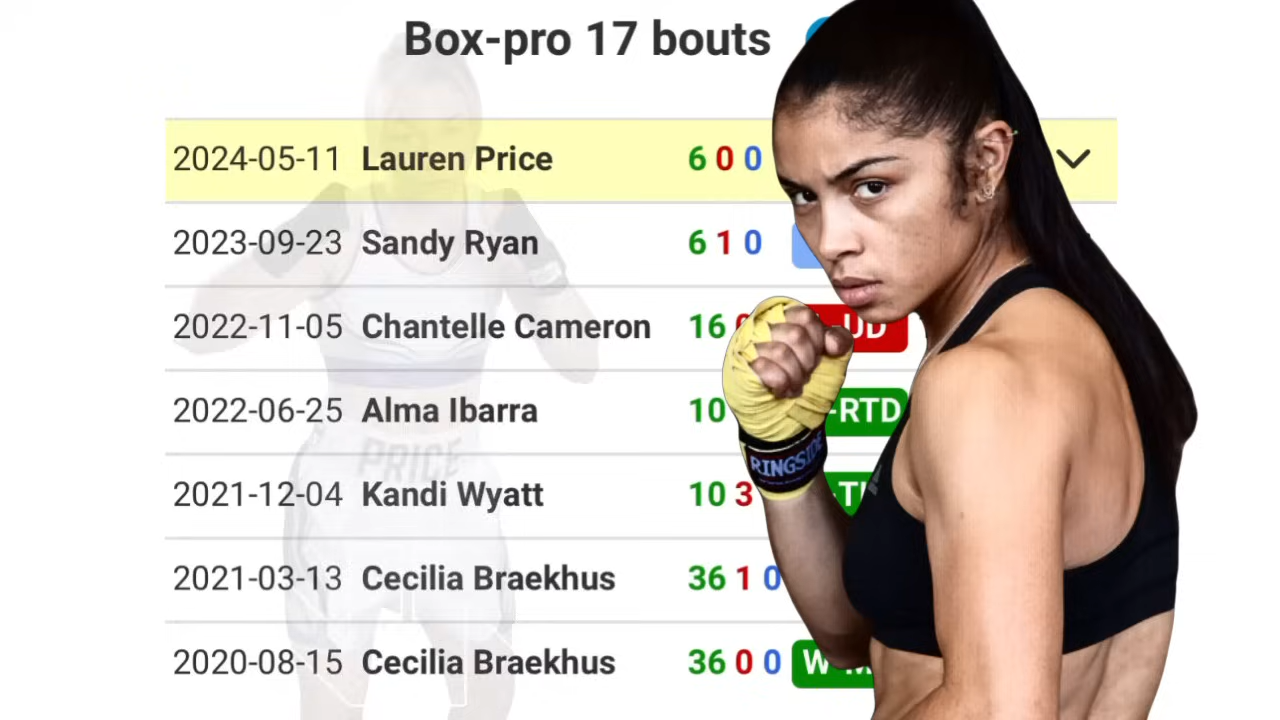 Box-pro 17 bouts
2024-05-11 Lauren Price 6 0 0
2023-09-23 Sandy Ryan 6 1 0
2022-11-05 Chantelle Cameron 16 -UD
2022-06-25 Alma Ibarra 10 -RTD
PRICE
2021-12-04 Kandi Wyatt 10 3
RINGSIDE
2021-03-13 Cecilia Braekhus 36 1 0
2020-08-15 Cecilia Braekhus 36 0 0